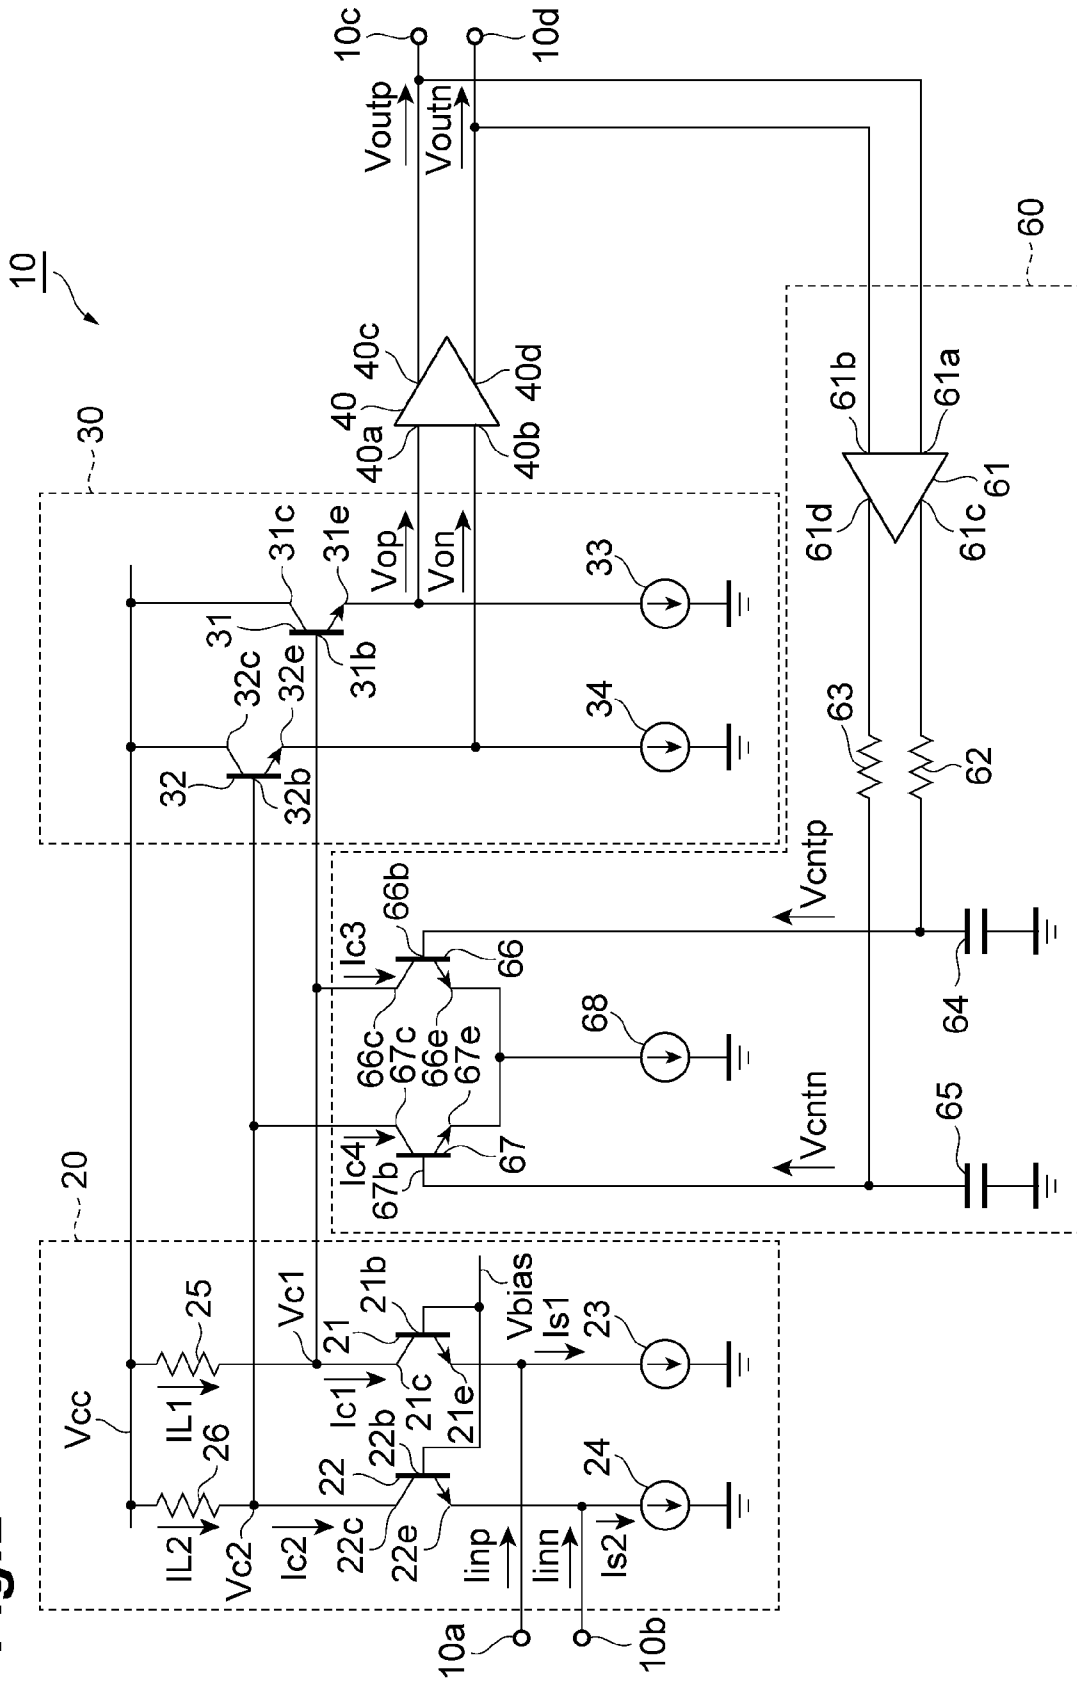 10
20
Vcc
IL1
25
IL2
26
Vc1
Vc2
Ic1
21
21b
21c
21e
Ic2
22
22b
22c
22e
Vbias
Is1
23
Is2
24
Iinp
Iinn
10a
10b
30
31
31c
31e
31b
32
32c
32e
32b
Vop
Von
33
34
40
40a
40b
40c
40d
Voutp
Voutn
10c
10d
60
61
61a
61b
61c
61d
62
63
64
65
Vcntp
Vcntn
Ic3
66b
66
66c
66e
Ic4
67b
67
67c
67e
68